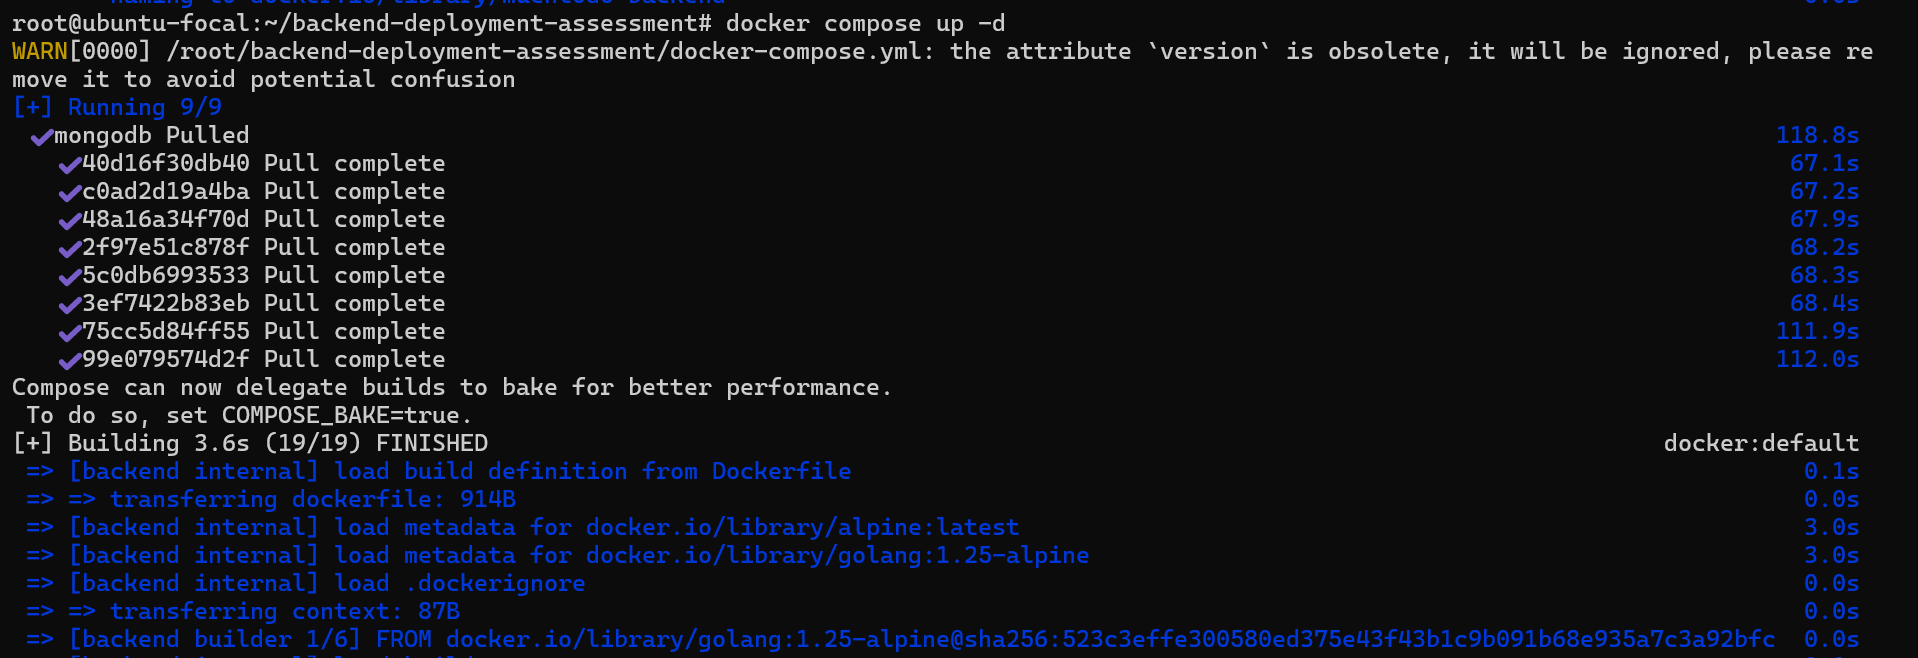 naming to docker.io/library/muchtodo-backend 0.0s
root@ubuntu-focal:~/backend-deployment-assessment# docker compose up -d
WARN[0000] /root/backend-deployment-assessment/docker-compose.yml: the attribute `version` is obsolete, it will be ignored, please re
move it to avoid potential confusion
[+] Running 9/9
✔mongodb Pulled 118.8s
✔40d16f30db40 Pull complete 67.1s
✔c0ad2d19a4ba Pull complete 67.2s
✔48a16a34f70d Pull complete 67.9s
✔2f97e51c878f Pull complete 68.2s
✔5c0db6993533 Pull complete 68.3s
✔3ef7422b83eb Pull complete 68.4s
✔75cc5d84ff55 Pull complete 111.9s
✔99e079574d2f Pull complete 112.0s
Compose can now delegate builds to bake for better performance.
To do so, set COMPOSE_BAKE=true.
[+] Building 3.6s (19/19) FINISHED docker:default
=> [backend internal] load build definition from Dockerfile 0.1s
=> => transferring dockerfile: 914B 0.0s
=> [backend internal] load metadata for docker.io/library/alpine:latest 3.0s
=> [backend internal] load metadata for docker.io/library/golang:1.25-alpine 3.0s
=> [backend internal] load .dockerignore 0.0s
=> => transferring context: 87B 0.0s
=> [backend builder 1/6] FROM docker.io/library/golang:1.25-alpine@sha256:523c3effe300580ed375e43f43b1c9b091b68e935a7c3a92bfc 0.0s